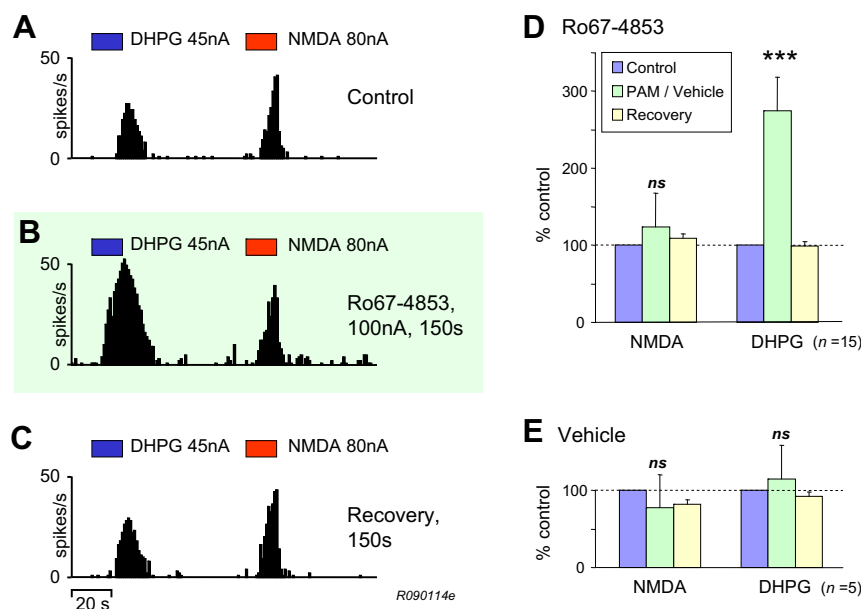 A
DHPG 45nA
NMDA 80nA
50
spikes/s
0
Control
B
DHPG 45nA
NMDA 80nA
50
spikes/s
0
Ro67-4853,
100nA, 150s
C
DHPG 45nA
NMDA 80nA
50
spikes/s
0
Recovery,
150s
20 s
R090114e
D Ro67-4853
Control
PAM / Vehicle
Recovery
***
ns
300
200
100
0
% control
NMDA
DHPG (n =15)
E Vehicle
ns
ns
100
0
% control
NMDA
DHPG (n =5)